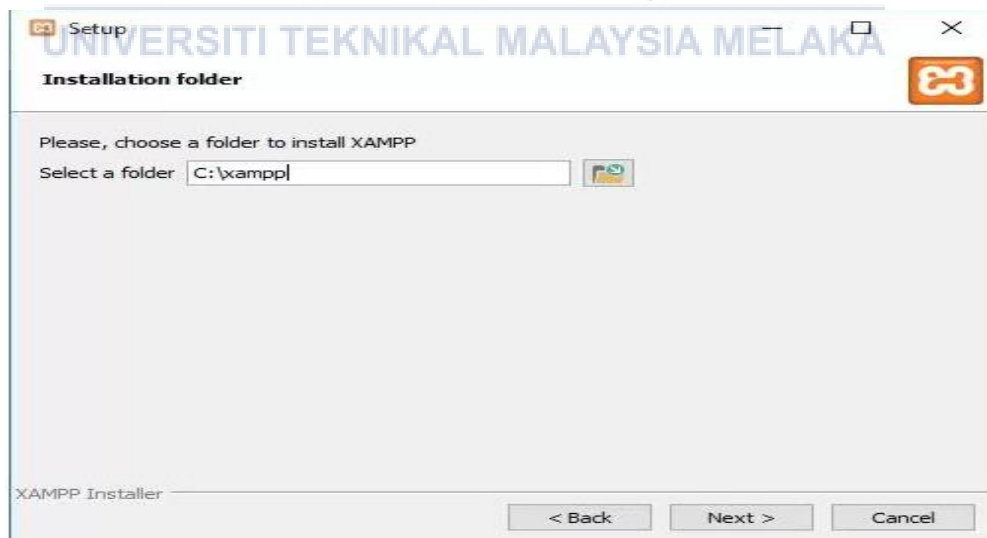 Setup
UNIVERSITI TEKNIKAL MALAYSIA MELAKA
Installation folder
Please, choose a folder to install XAMPP
Select a folder C:\xampp
XAMPP Installer
< Back Next > Cancel